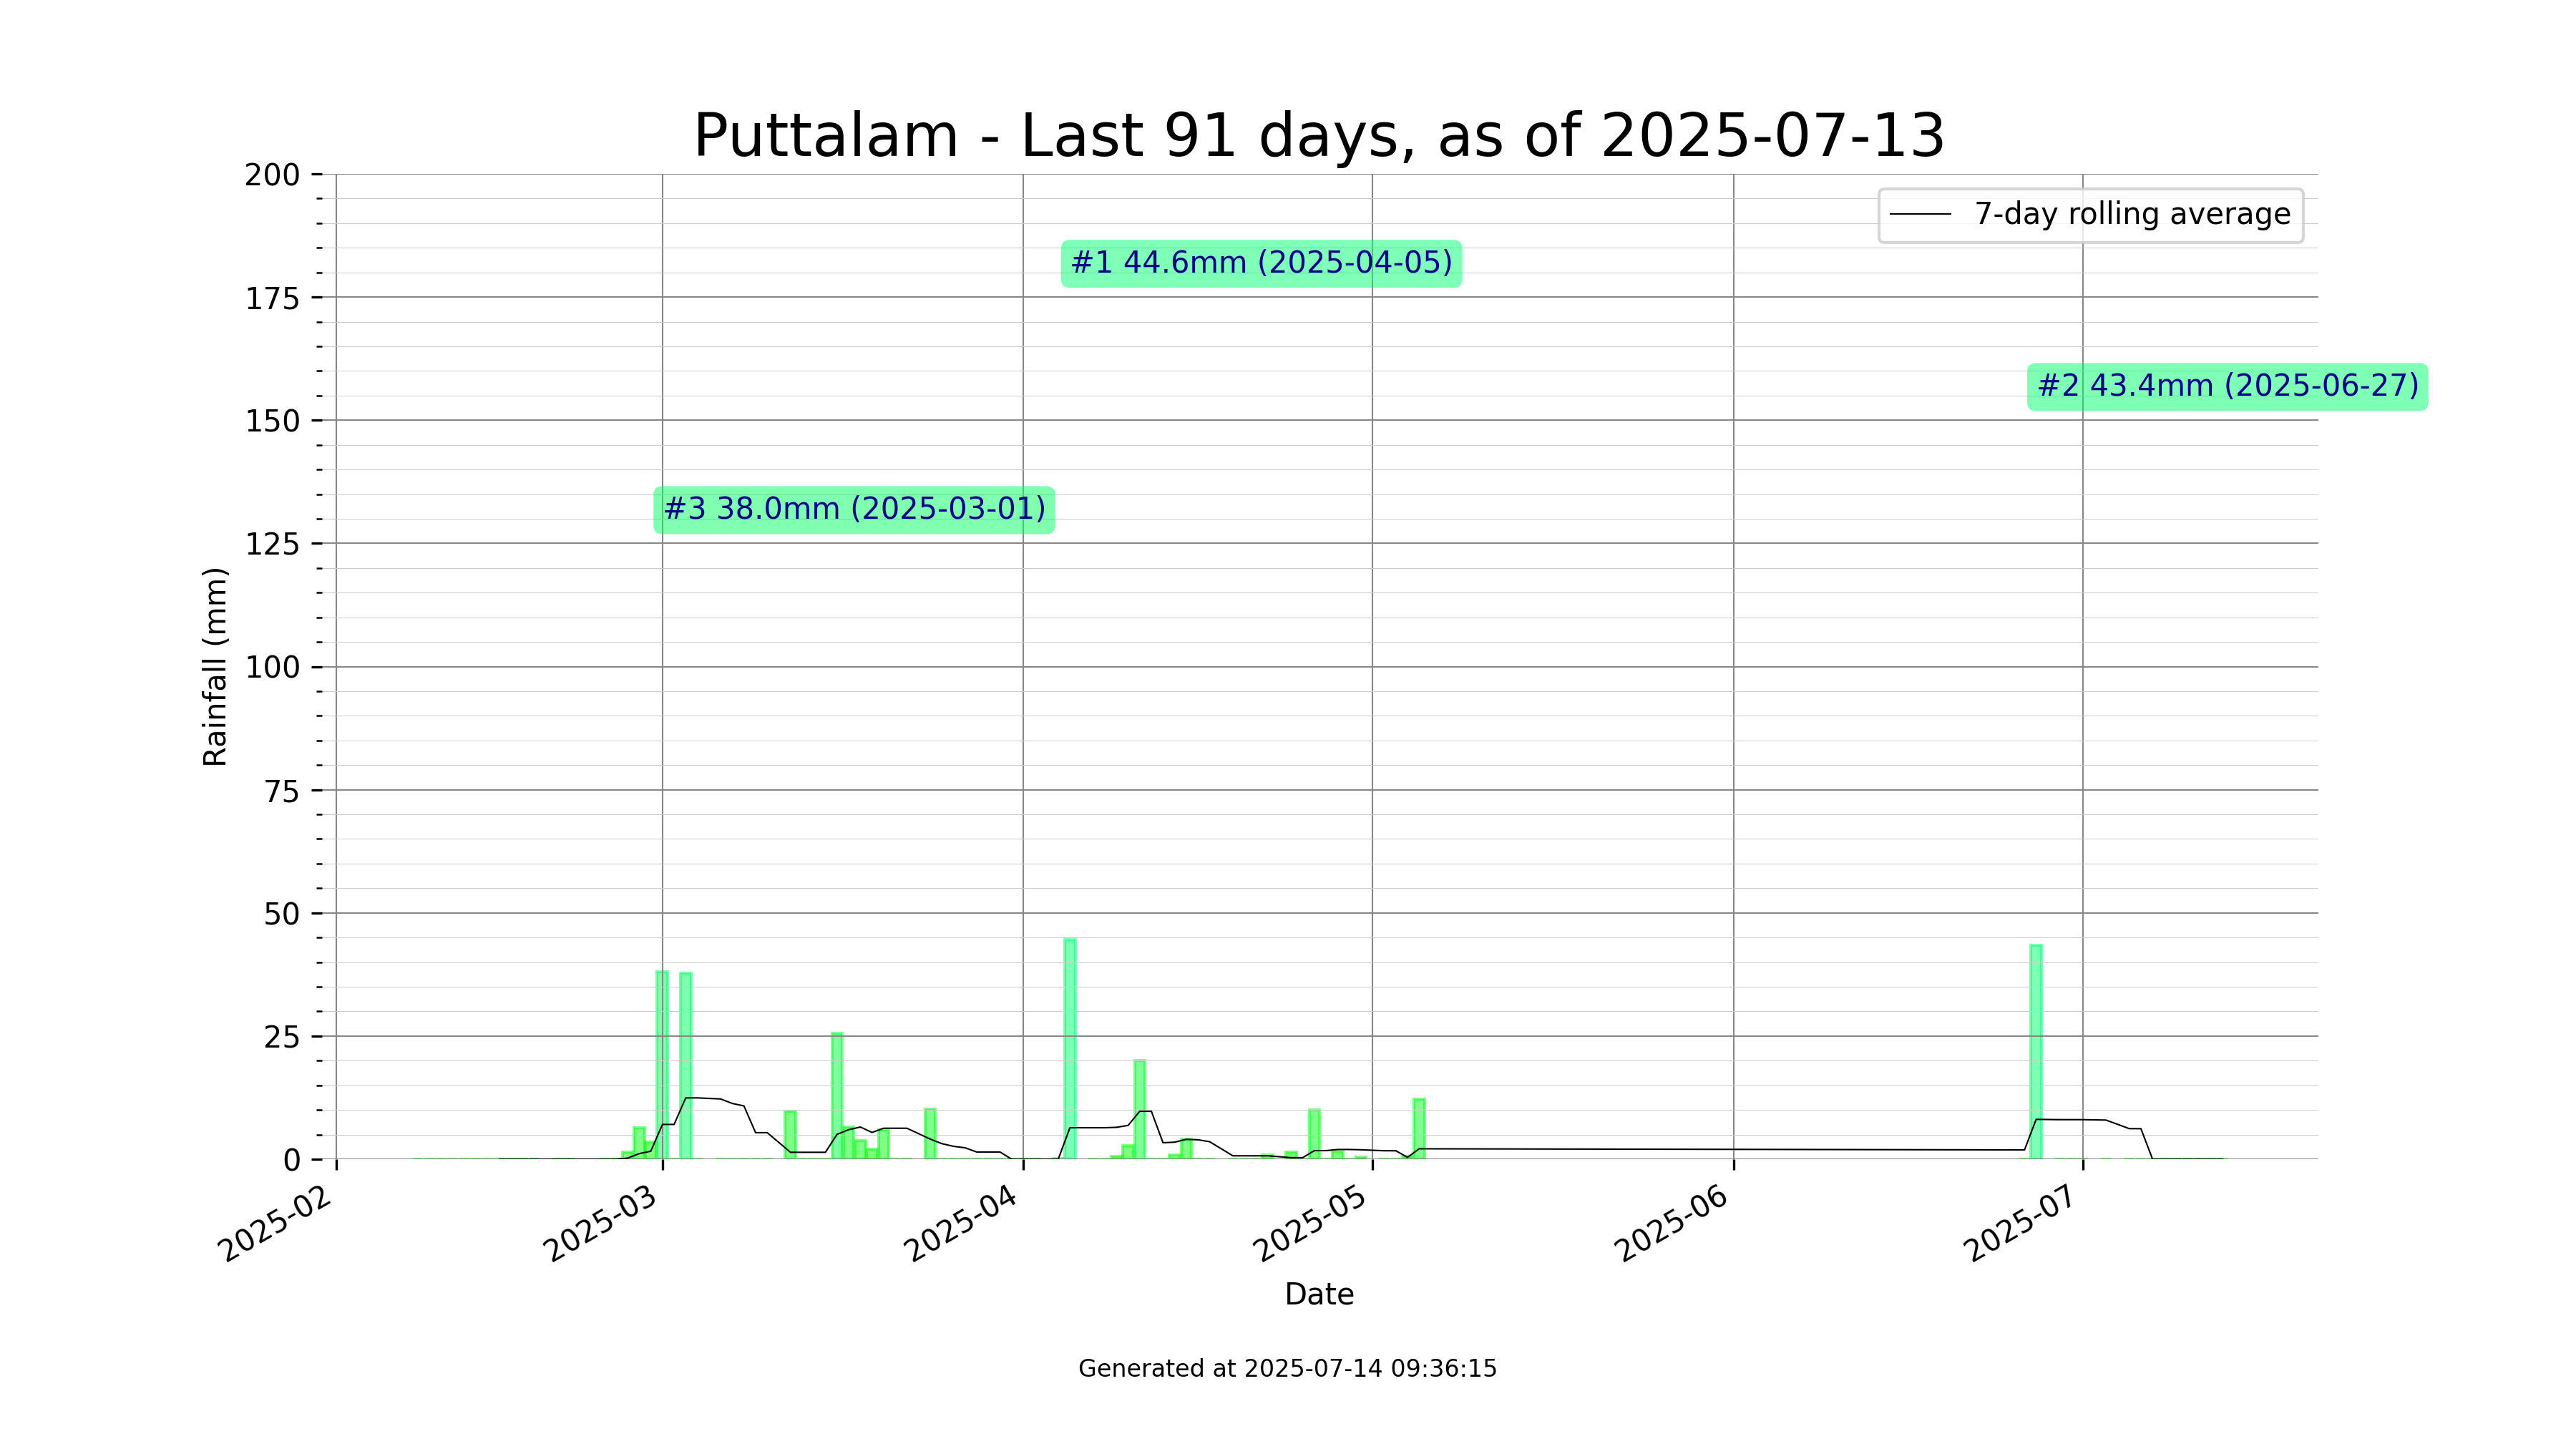 Puttalam - Last 91 days, as of 2025-07-13
200
175
150
125
100
75
50
25
0
Rainfall (mm)
7-day rolling average
#1 44.6mm (2025-04-05)
#2 43.4mm (2025-06-27)
#3 38.0mm (2025-03-01)
2025-02
2025-03
2025-04
2025-05
2025-06
2025-07
Date
Generated at 2025-07-14 09:36:15